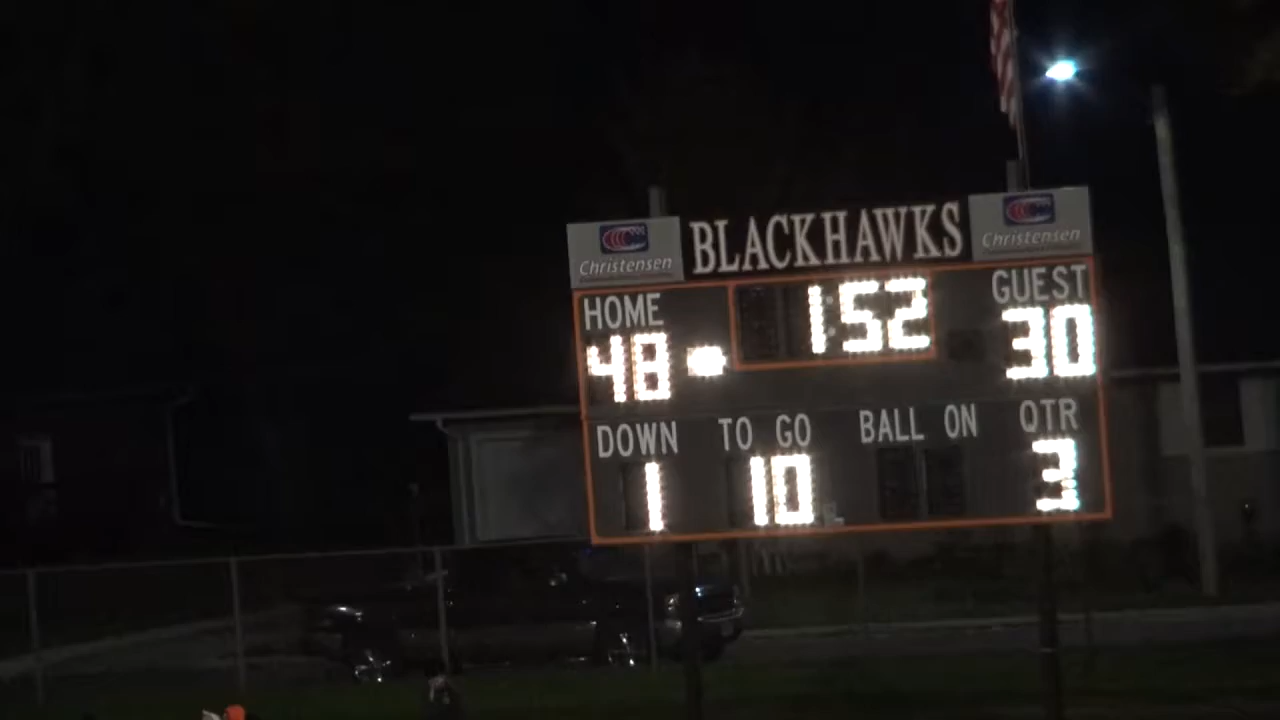 BLACKHAWKS
Christensen
Christensen
HOME
1:52
GUEST
48
30
DOWN
TO GO
BALL ON
QTR
1
10
3